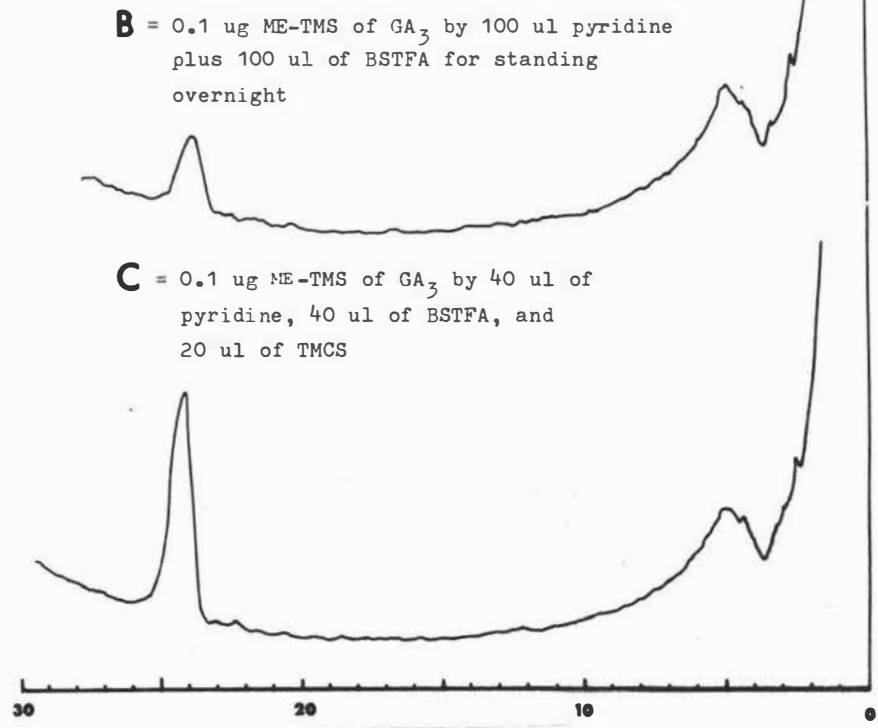 B = 0.1 ug ME-TMS of GA3 by 100 ul pyridine
plus 100 ul of BSTFA for standing
overnight
C = 0.1 ug ME-TMS of GA3 by 40 ul of
pyridine, 40 ul of BSTFA, and
20 ul of TMCS
30 20 10 0